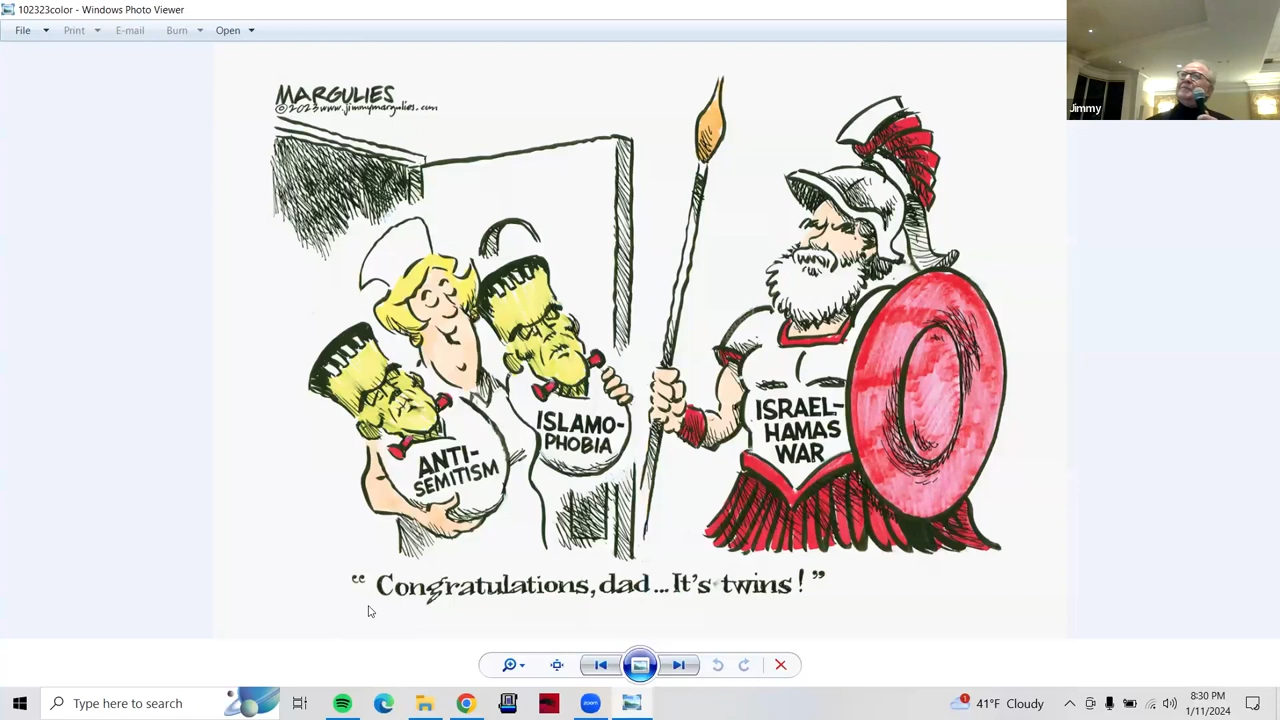 102323color - Windows Photo Viewer
File Print E-mail Burn Open
Jimmy
MARGULIES
©2023 www.jimmymargulies.com
ANTI-
SEMITISM
ISLAMO-
PHOBIA
ISRAEL-
HAMAS
WAR
“ Congratulations, dad...It's twins! ”
Type here to search
zoom
1
41°F Cloudy
8:30 PM
1/11/2024